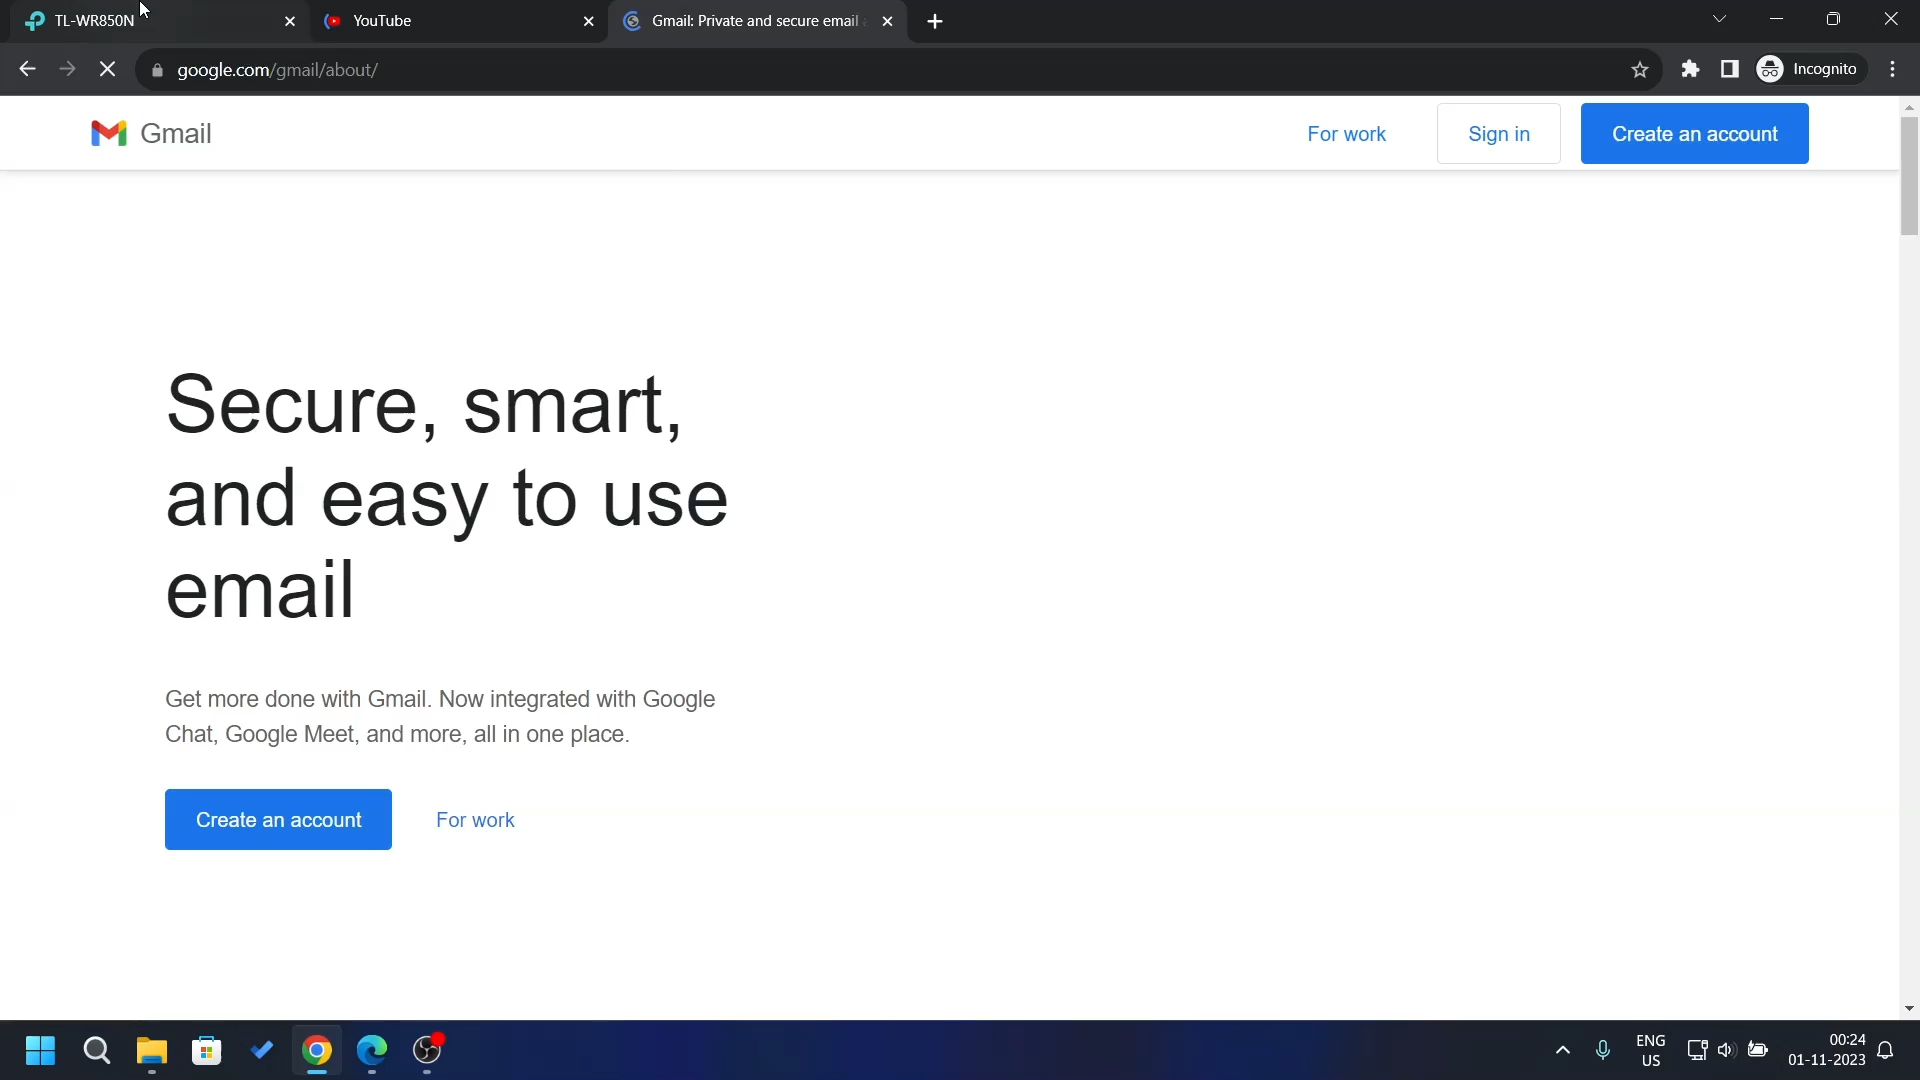 TL-WR850N
YouTube
Gmail: Private and secure email
google.com/gmail/about/
Incognito
Gmail
For work
Sign in
Create an account
Secure, smart,
and easy to use
email
Get more done with Gmail. Now integrated with Google
Chat, Google Meet, and more, all in one place.
Create an account
For work
ENG
US
00:24
01-11-2023